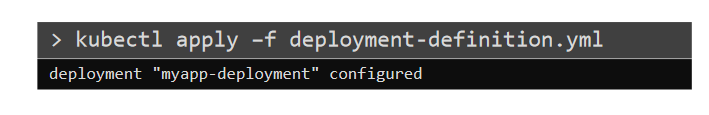 > kubectl apply –f deployment-definition.yml
deployment "myapp-deployment" configured